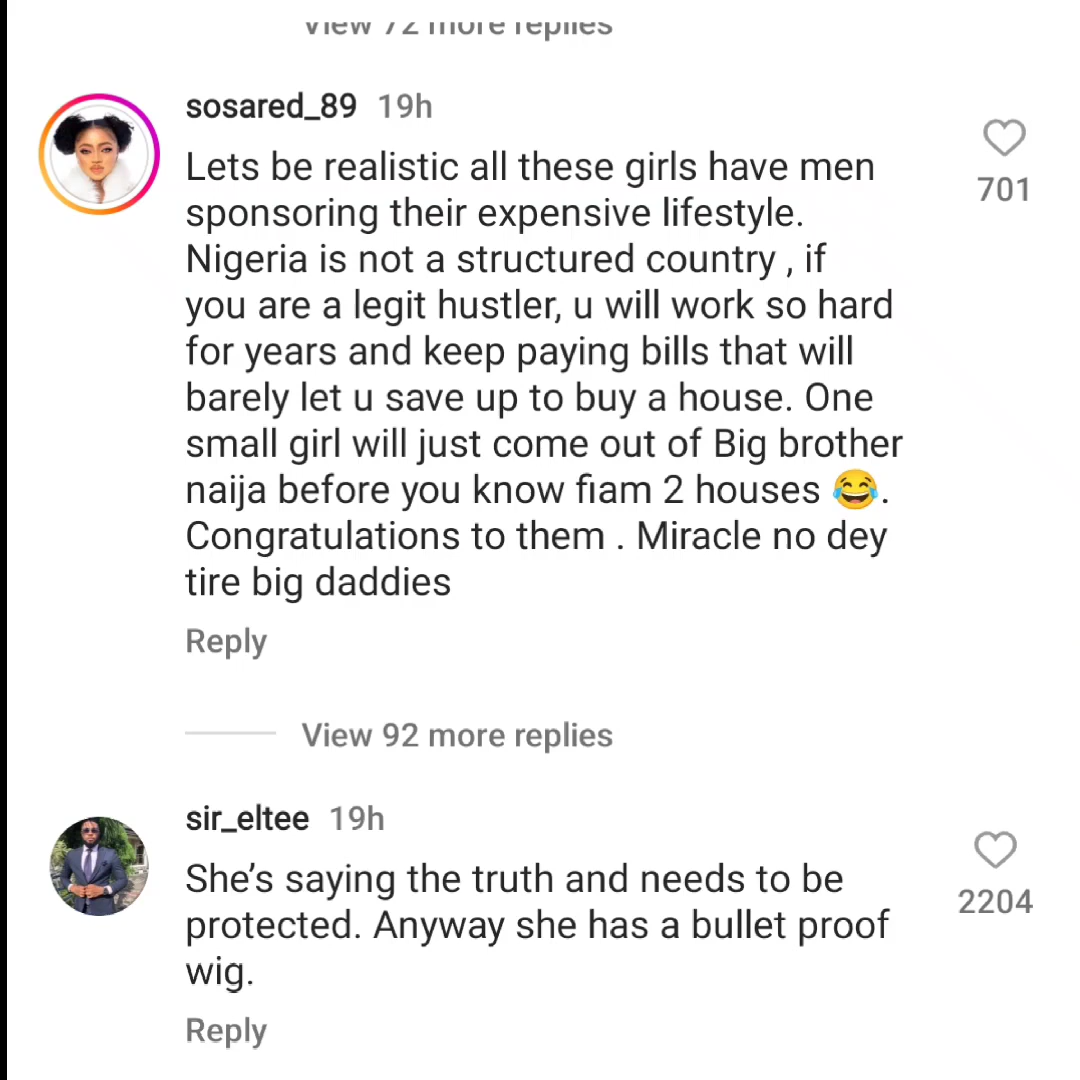 View 72 more replies
sosared_89 19h
Lets be realistic all these girls have men
sponsoring their expensive lifestyle.
Nigeria is not a structured country , if
you are a legit hustler, u will work so hard
for years and keep paying bills that will
barely let u save up to buy a house. One
small girl will just come out of Big brother
naija before you know fiam 2 houses 😂.
Congratulations to them . Miracle no dey
tire big daddies
701
Reply
View 92 more replies
sir_eltee 19h
She's saying the truth and needs to be
protected. Anyway she has a bullet proof
wig.
2204
Reply